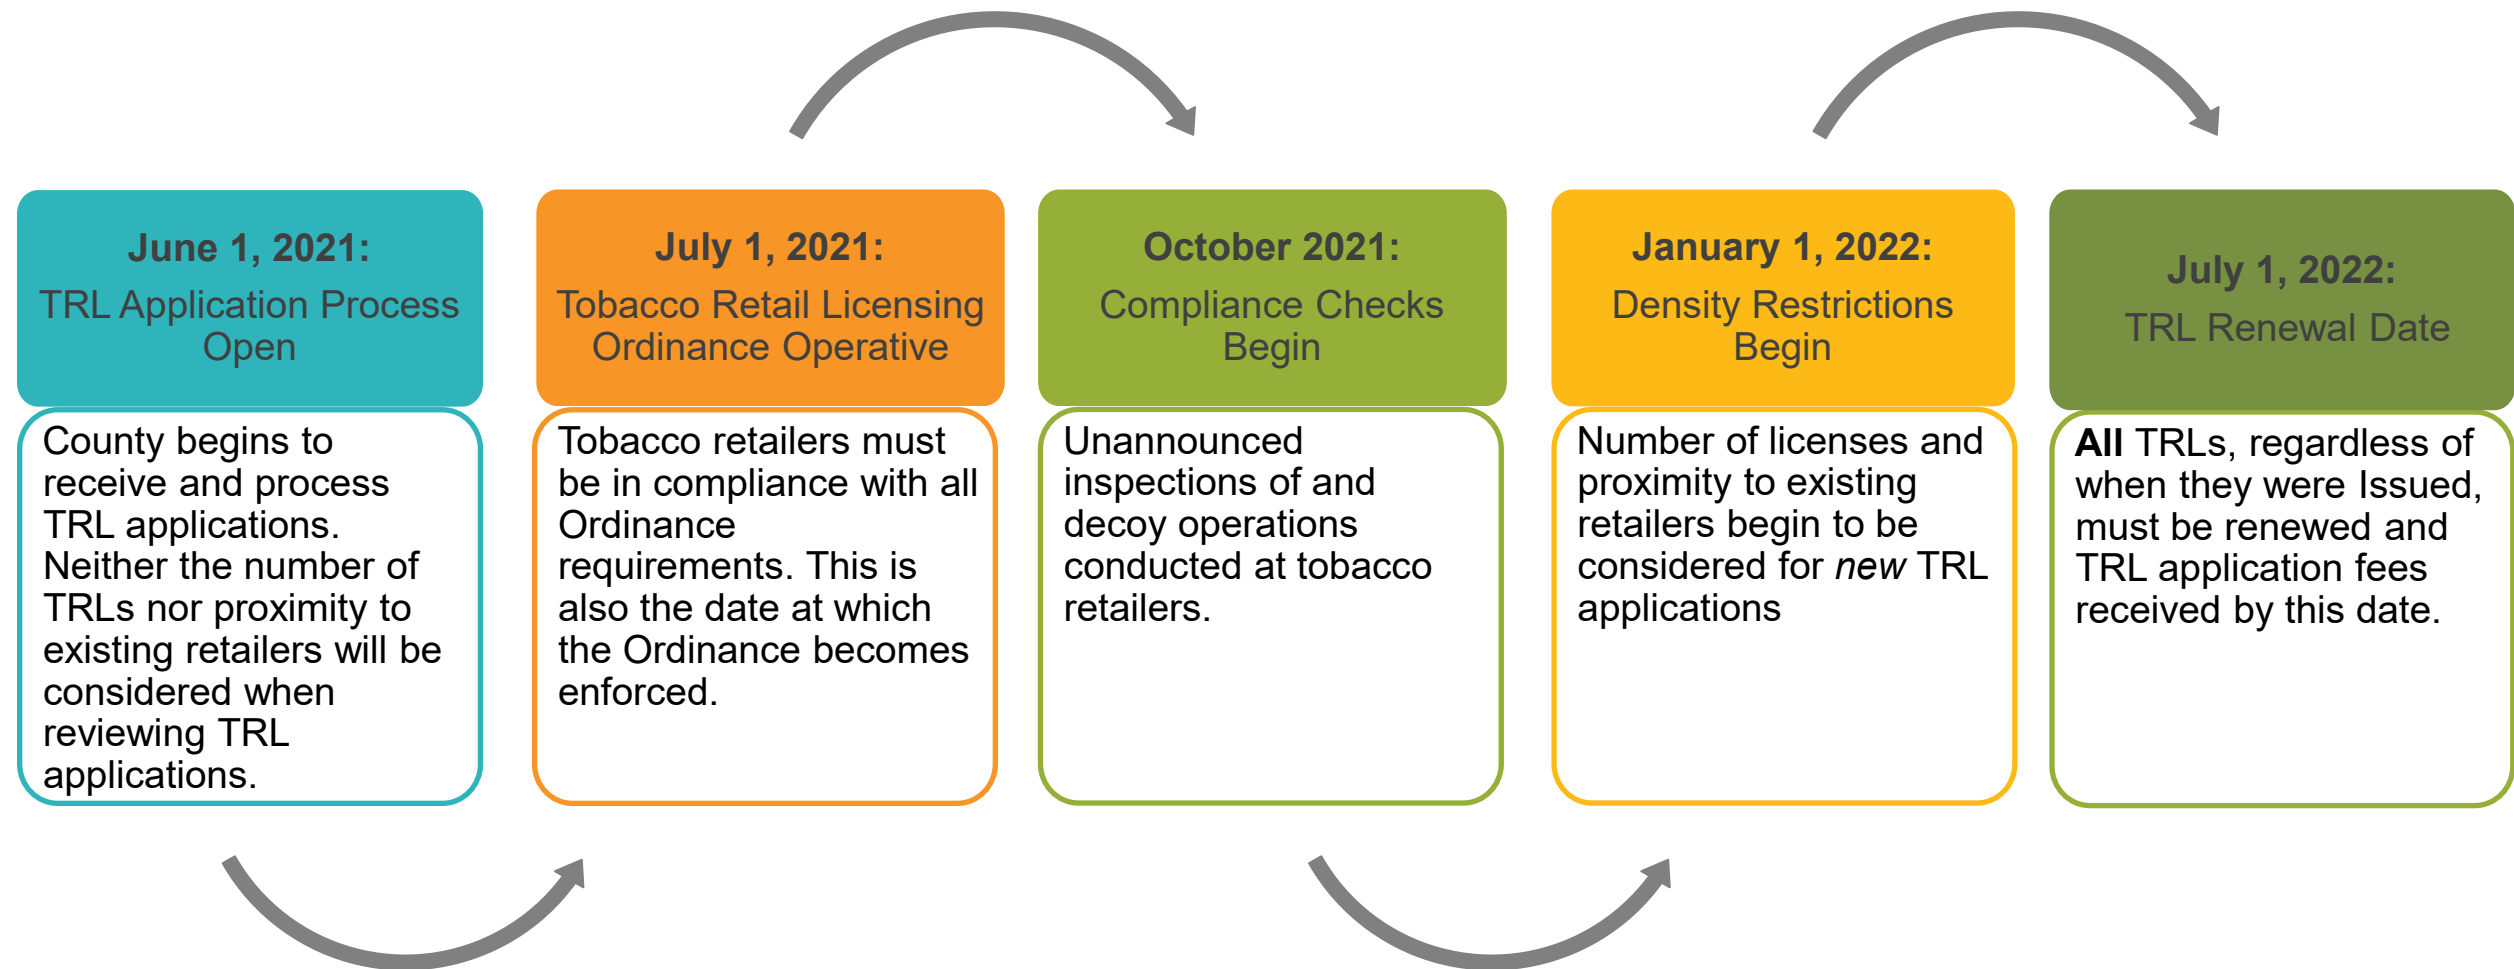 June 1, 2021:
TRL Application Process
Open
County begins to
receive and process
TRL applications.
Neither the number of
TRLs nor proximity to
existing retailers will be
considered when
reviewing TRL
applications.
July 1, 2021:
Tobacco Retail Licensing
Ordinance Operative
Tobacco retailers must
be in compliance with all
Ordinance
requirements. This is
also the date at which
the Ordinance becomes
enforced.
October 2021:
Compliance Checks
Begin
Unannounced
inspections of and
decoy operations
conducted at tobacco
retailers.
January 1, 2022:
Density Restrictions
Begin
Number of licenses and
proximity to existing
retailers begin to be
considered for new TRL
applications
July 1, 2022:
TRL Renewal Date
All TRLs, regardless of
when they were Issued,
must be renewed and
TRL application fees
received by this date.